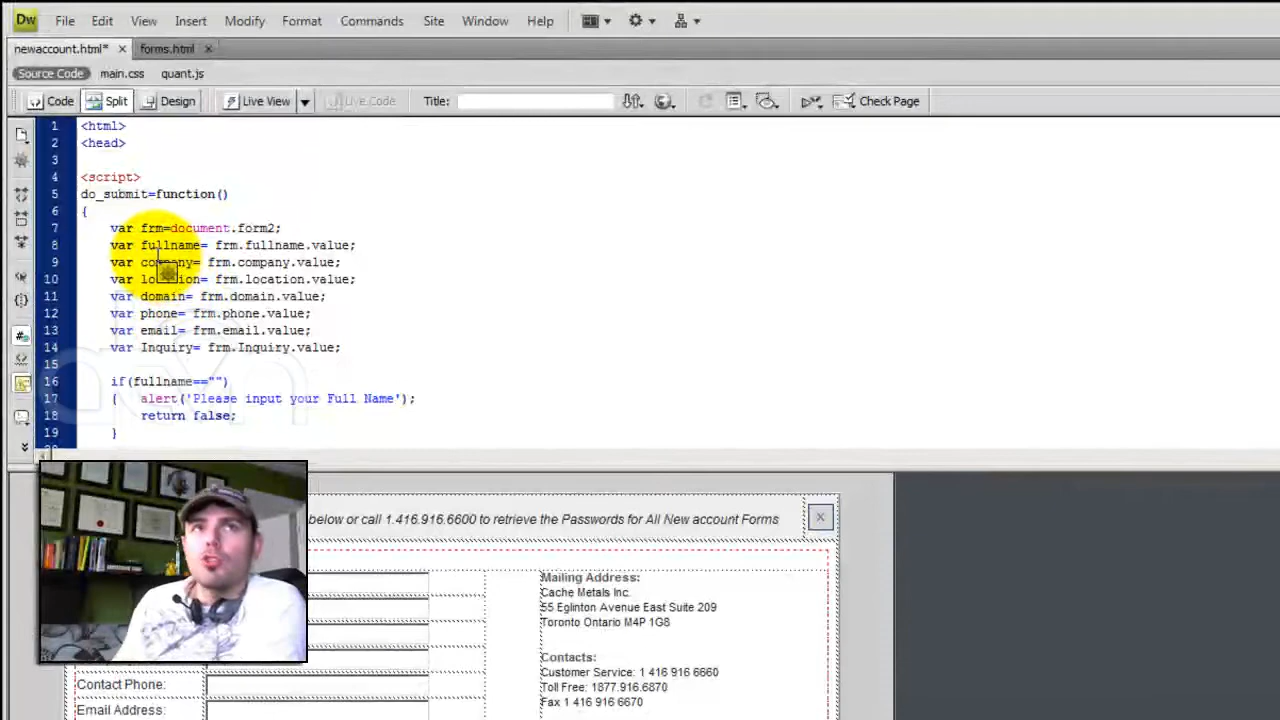 Dw File Edit View Insert Modify Format Commands Site Window Help
newaccount.html* × forms.html ×
Source Code main.css quant.js
Code Split Design Live View Live Code Title: Check Page
1 <html>
2 <head>
3
4 <script>
5 do_submit=function()
6 {
7 var frm=document.form2;
8 var fullname= frm.fullname.value;
9 var company= frm.company.value;
10 var location= frm.location.value;
11 var domain= frm.domain.value;
12 var phone= frm.phone.value;
13 var email= frm.email.value;
14 var Inquiry= frm.Inquiry.value;
15
16 if(fullname=="")
17 { alert('Please input your Full Name');
18 return false;
19 }
below or call 1.416.916.6600 to retrieve the Passwords for All New account Forms
X
Mailing Address:
Cache Metals Inc.
55 Eglinton Avenue East Suite 209
Toronto Ontario M4P 1G8
Contacts:
Customer Service: 1 416 916 6660
Toll Free: 1877.916.6870
Fax 1 416 916 6670
Contact Phone:
Email Address: